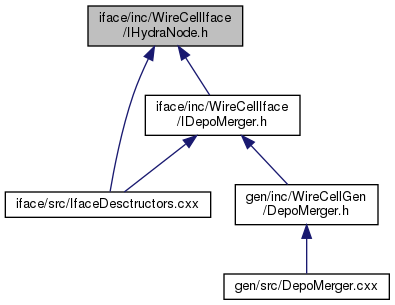 iface/inc/WireCellIface
/IHydraNode.h
iface/inc/WireCellIface
/IDepoMerger.h
iface/src/IfaceDesctructors.cxx
gen/inc/WireCellGen
/DepoMerger.h
gen/src/DepoMerger.cxx